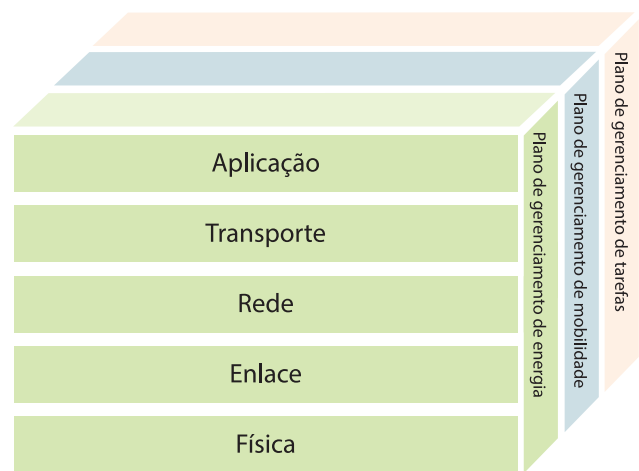 Aplicação
Transporte
Rede
Enlace
Física
Plano de gerenciamento de energia
Plano de gerenciamento de mobilidade
Plano de gerenciamento de tarefas